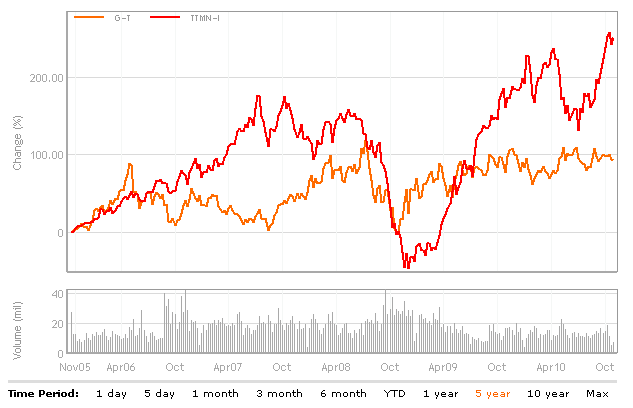 G-T TTMN-I
Change (%)
200.00
100.00
0
Volume (mil)
40
20
0
Nov05 Apr06 Oct Apr07 Oct Apr08 Oct Apr09 Oct Apr10 Oct
Time Period: 1 day 5 day 1 month 3 month 6 month YTD 1 year 5 year 10 year Max